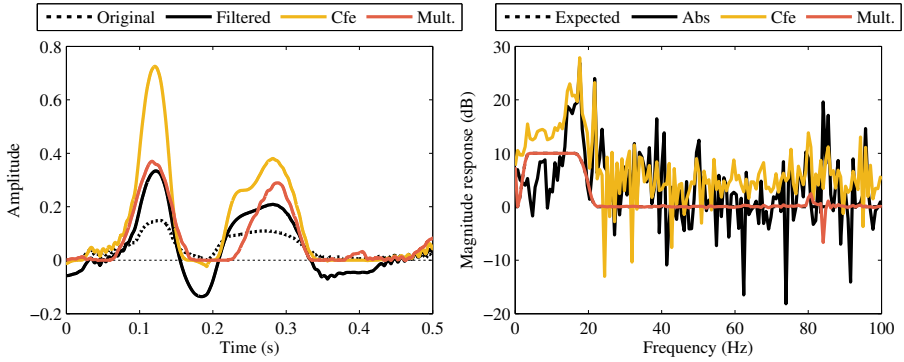 Original Filtered Cfe Mult.
0.8
0.6
0.4
0.2
0
−0.2
Amplitude
0 0.1 0.2 0.3 0.4 0.5
Time (s)
Expected Abs Cfe Mult.
30
20
10
0
−10
−20
Magnitude response (dB)
0 20 40 60 80 100
Frequency (Hz)